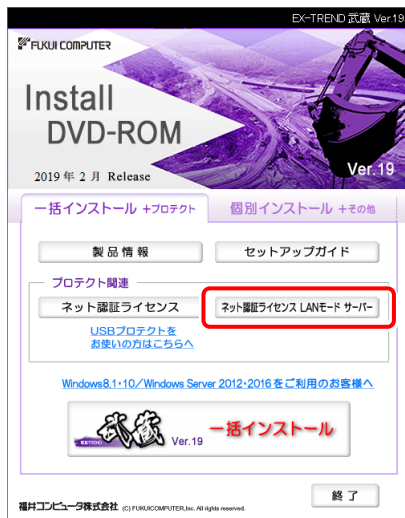 EX-TREND 武蔵 Ver.19
FUKUI COMPUTER
Install
DVD-ROM
2019 年 2 月 Release
Ver.19
一括インストール +プロテクト
個別インストール +その他
製品情報
セットアップガイド
プロテクト関連
ネット認証ライセンス
ネット認証ライセンス LANモード サーバー
USBプロテクトを
お使いの方はこちらへ
Windows8.1・10/Windows Server 2012・2016をご利用のお客様へ
EX-TREND 武蔵 Ver.19 一括インストール
福井コンピュータ株式会社 (C) FUKUICOMPUTER,Inc. All rights reserved.
終了